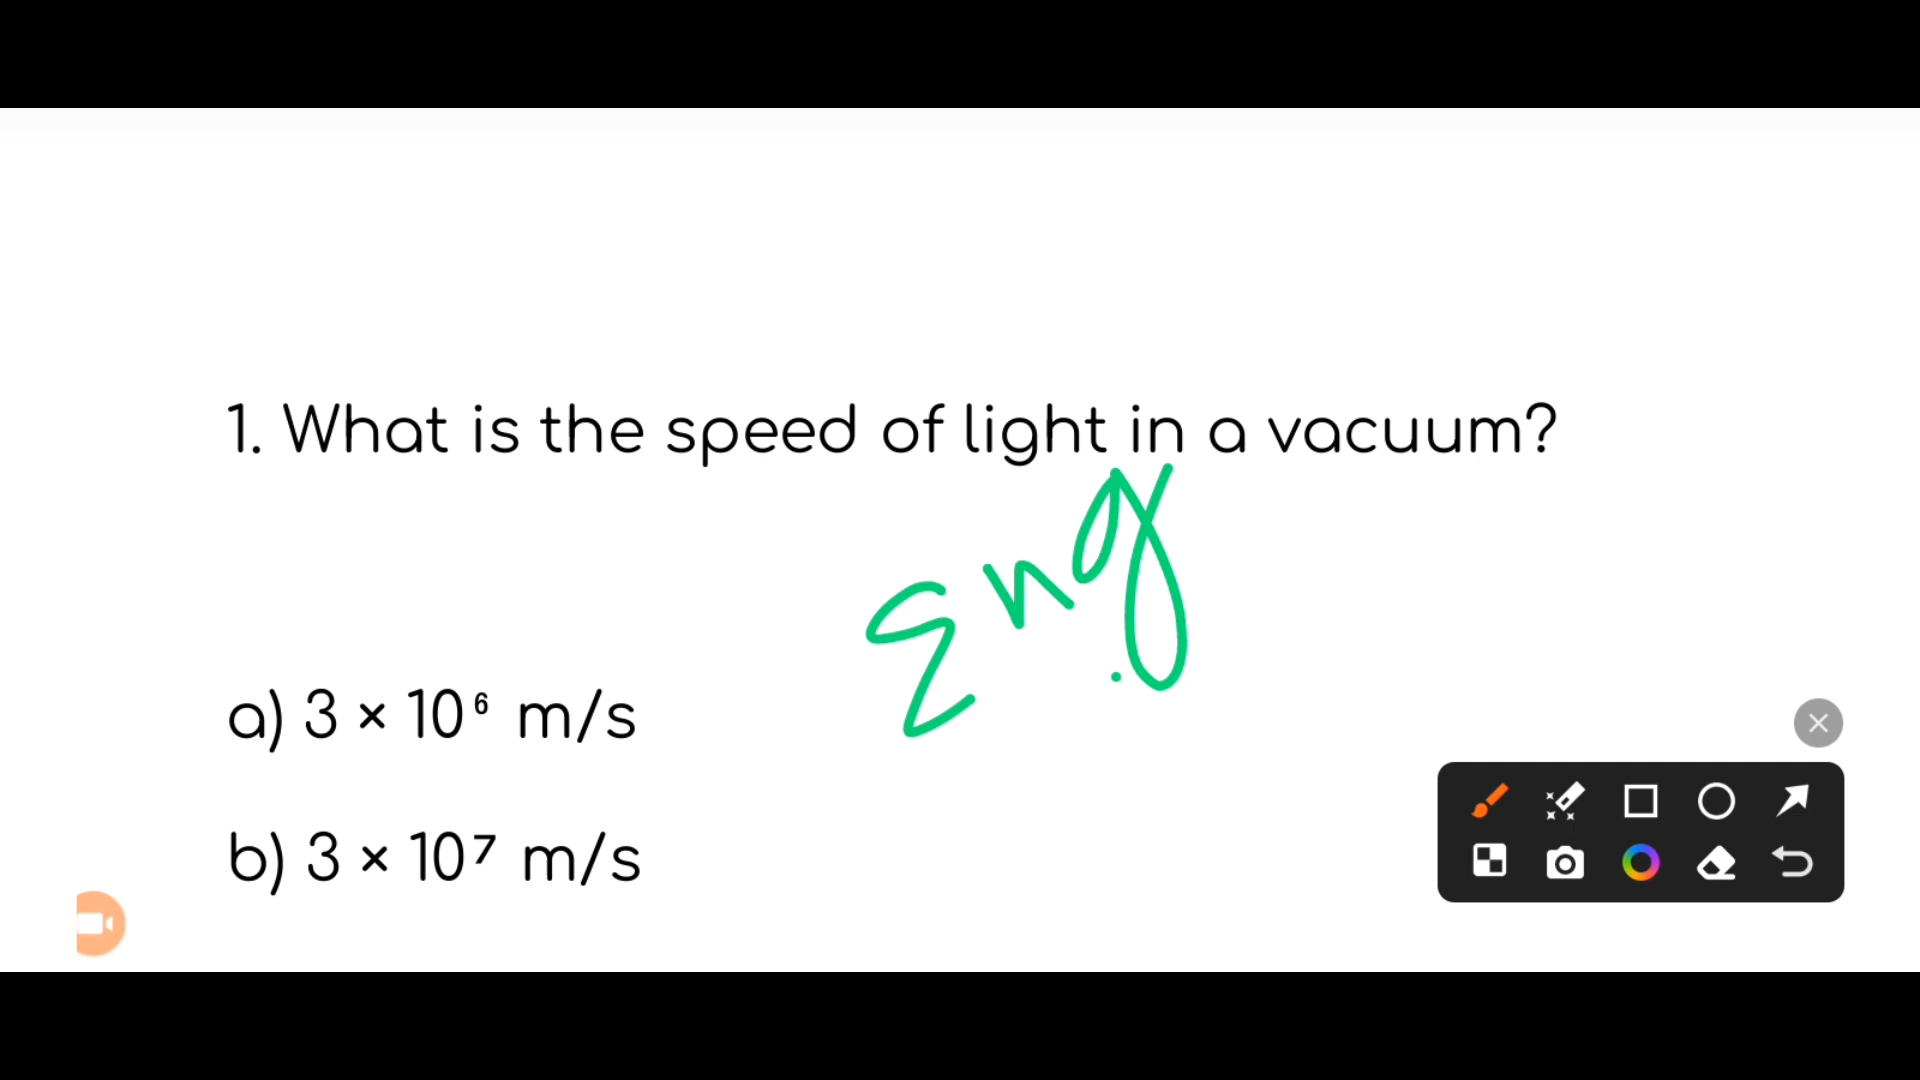 1. What is the speed of light in a vacuum?
Eng
a) 3 × 10⁶ m/s
b) 3 × 10⁷ m/s